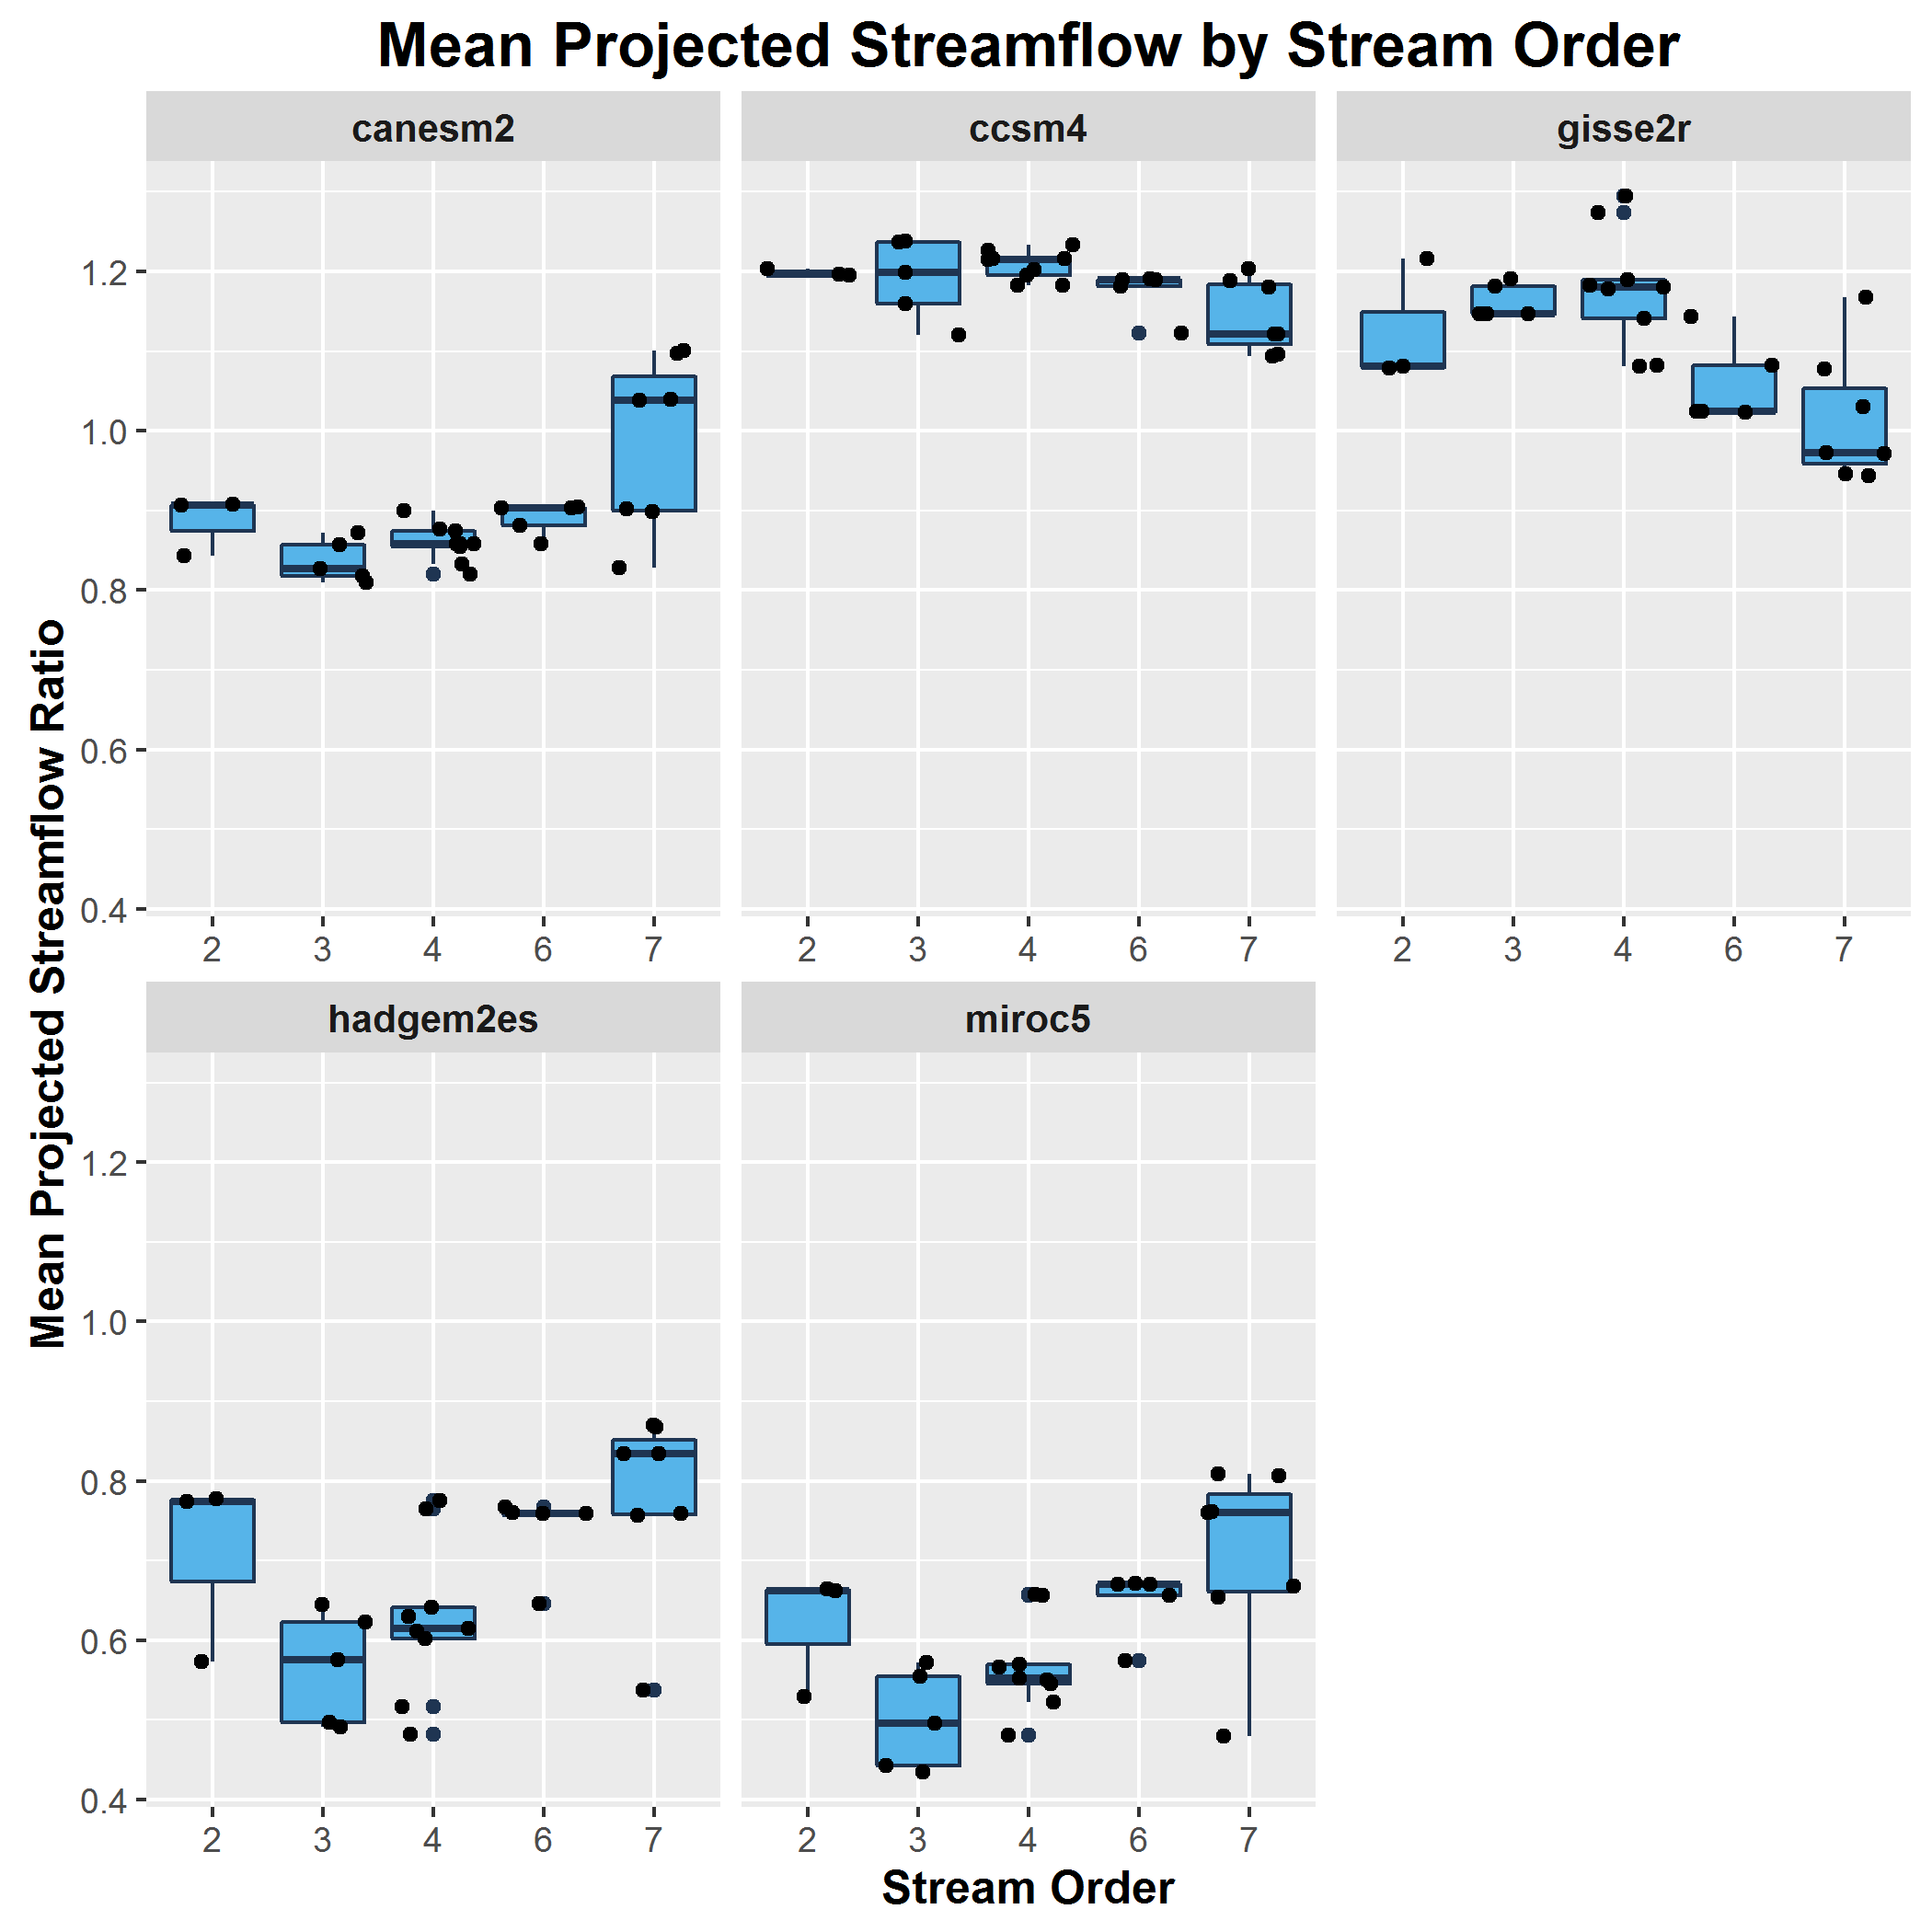 Mean Projected Streamflow by Stream Order
canesm2
ccsm4
gisse2r
1.2
1.0
0.8
0.6
0.4
2 3 4 6 7
2 3 4 6 7
2 3 4 6 7
Mean Projected Streamflow Ratio
hadgem2es
miroc5
1.2
1.0
0.8
0.6
0.4
2 3 4 6 7
2 3 4 6 7
Stream Order